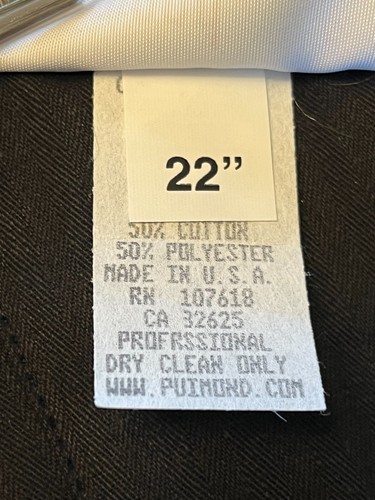 22”
50% COTTON
50% POLYESTER
MADE IN U.S.A.
RN 107618
CA 32625
PROFRSSIONAL
DRY CLEAN ONLY
WWW.PUIMOND.COM